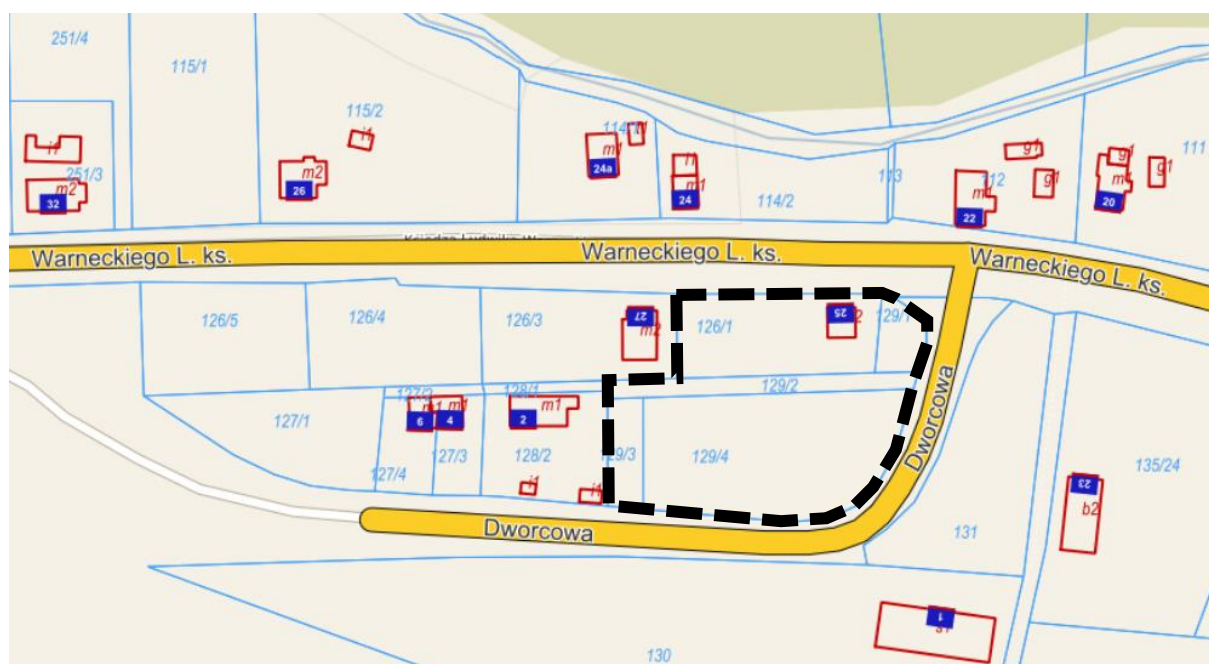 251/4
115/1
115/2
i1
114/1
i1
m1
24a
i1
251/3
m2
32
m2
26
i1
m1
24
114/2
113
g1
112
g1
m1
22
g1
g1
m1
20
111
Warneckiego L. ks.
Warneckiego L. ks.
Warneckiego L. ks.
126/5
126/4
126/3
27
m2
126/1
25
129/1
127/1
6
m1
m1
4
128/1
m1
2
129/2
127/4
127/3
128/2
i1
i1
129/3
129/4
Dworcowa
Dworcowa
131
23
b2
135/24
1
130